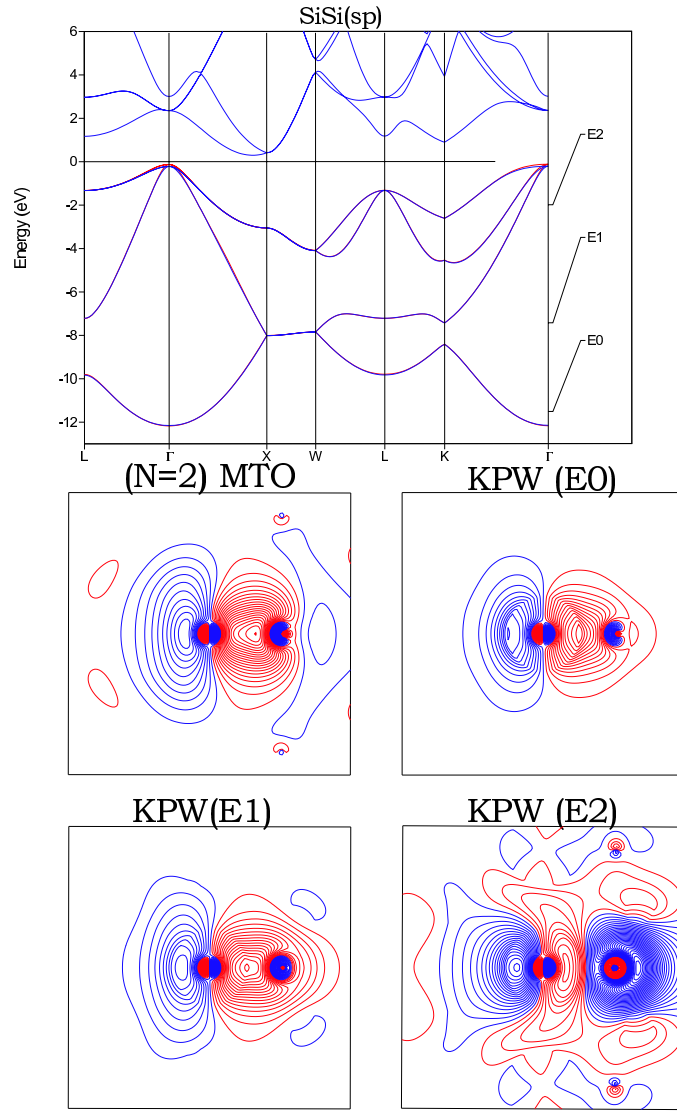 SiSi(sp)
6
4
2
0
-2
-4
-6
-8
-10
-12
Energy (eV)
E2
E1
E0
L Γ X W L K Γ
(N=2) MTO KPW (E0)
KPW(E1) KPW (E2)